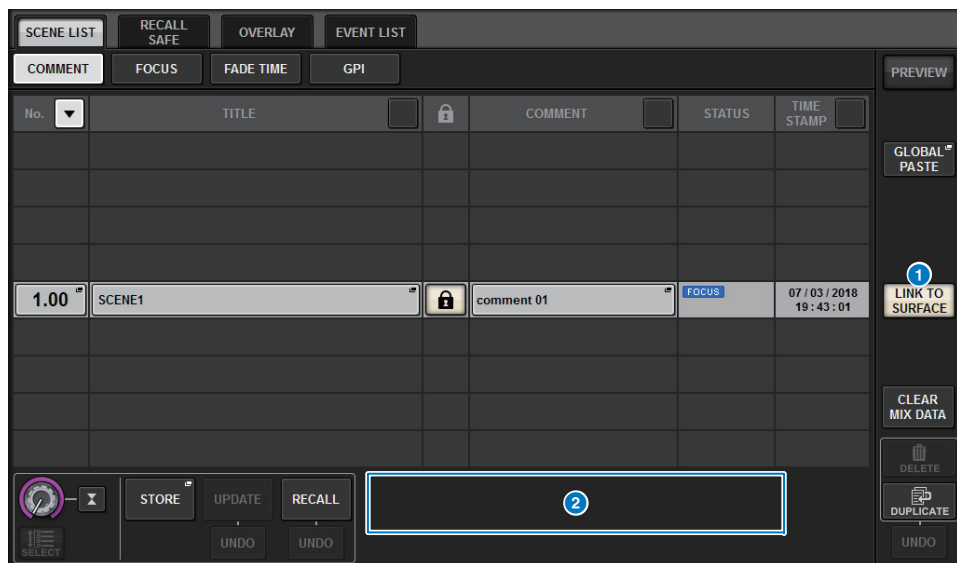 SCENE LIST
RECALL
SAFE
OVERLAY
EVENT LIST
COMMENT
FOCUS
FADE TIME
GPI
PREVIEW
No.
TITLE
COMMENT
STATUS
TIME
STAMP
GLOBAL
PASTE
1
1.00
SCENE1
comment 01
FOCUS
07 / 03 / 2018
19 : 43 : 01
LINK TO
SURFACE
CLEAR
MIX DATA
DELETE
STORE
UPDATE
RECALL
2
DUPLICATE
SELECT
UNDO
UNDO
UNDO